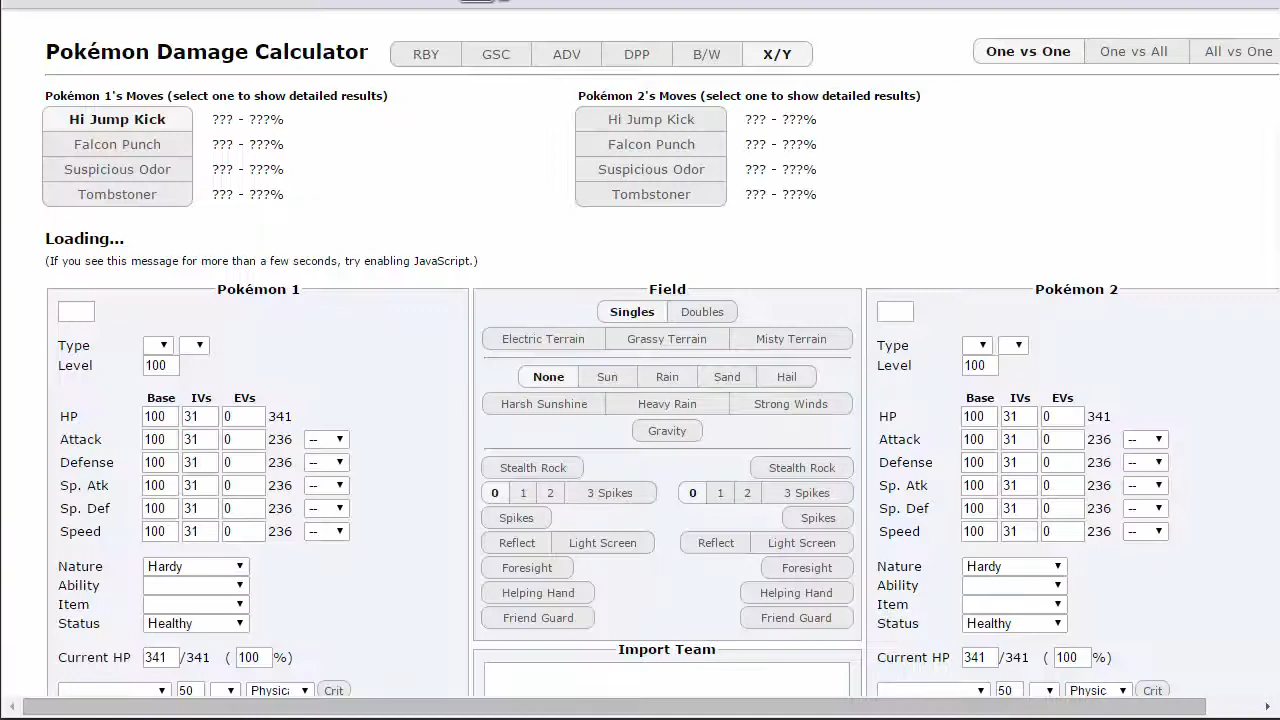 Pokémon Damage Calculator RBY GSC ADV DPP B/W X/Y One vs One One vs All All vs One
Pokémon 1's Moves (select one to show detailed results) Pokémon 2's Moves (select one to show detailed results)
Hi Jump Kick ??? - ???% Hi Jump Kick ??? - ???%
Falcon Punch ??? - ???% Falcon Punch ??? - ???%
Suspicious Odor ??? - ???% Suspicious Odor ??? - ???%
Tombstoner ??? - ???% Tombstoner ??? - ???%
Loading...
(If you see this message for more than a few seconds, try enabling JavaScript.)
Pokémon 1
Type
Level 100
Base IVs EVs
HP 100 31 0 341
Attack 100 31 0 236 --
Defense 100 31 0 236 --
Sp. Atk 100 31 0 236 --
Sp. Def 100 31 0 236 --
Speed 100 31 0 236 --
Nature Hardy
Ability
Item
Status Healthy
Current HP 341 /341 ( 100 %)
50 Physic Crit
Field
Singles Doubles
Electric Terrain Grassy Terrain Misty Terrain
None Sun Rain Sand Hail
Harsh Sunshine Heavy Rain Strong Winds
Gravity
Stealth Rock Stealth Rock
0 1 2 3 Spikes 0 1 2 3 Spikes
Spikes Spikes
Reflect Light Screen Reflect Light Screen
Foresight Foresight
Helping Hand Helping Hand
Friend Guard Friend Guard
Import Team
Pokémon 2
Type
Level 100
Base IVs EVs
HP 100 31 0 341
Attack 100 31 0 236 --
Defense 100 31 0 236 --
Sp. Atk 100 31 0 236 --
Sp. Def 100 31 0 236 --
Speed 100 31 0 236 --
Nature Hardy
Ability
Item
Status Healthy
Current HP 341 /341 ( 100 %)
50 Physic Crit